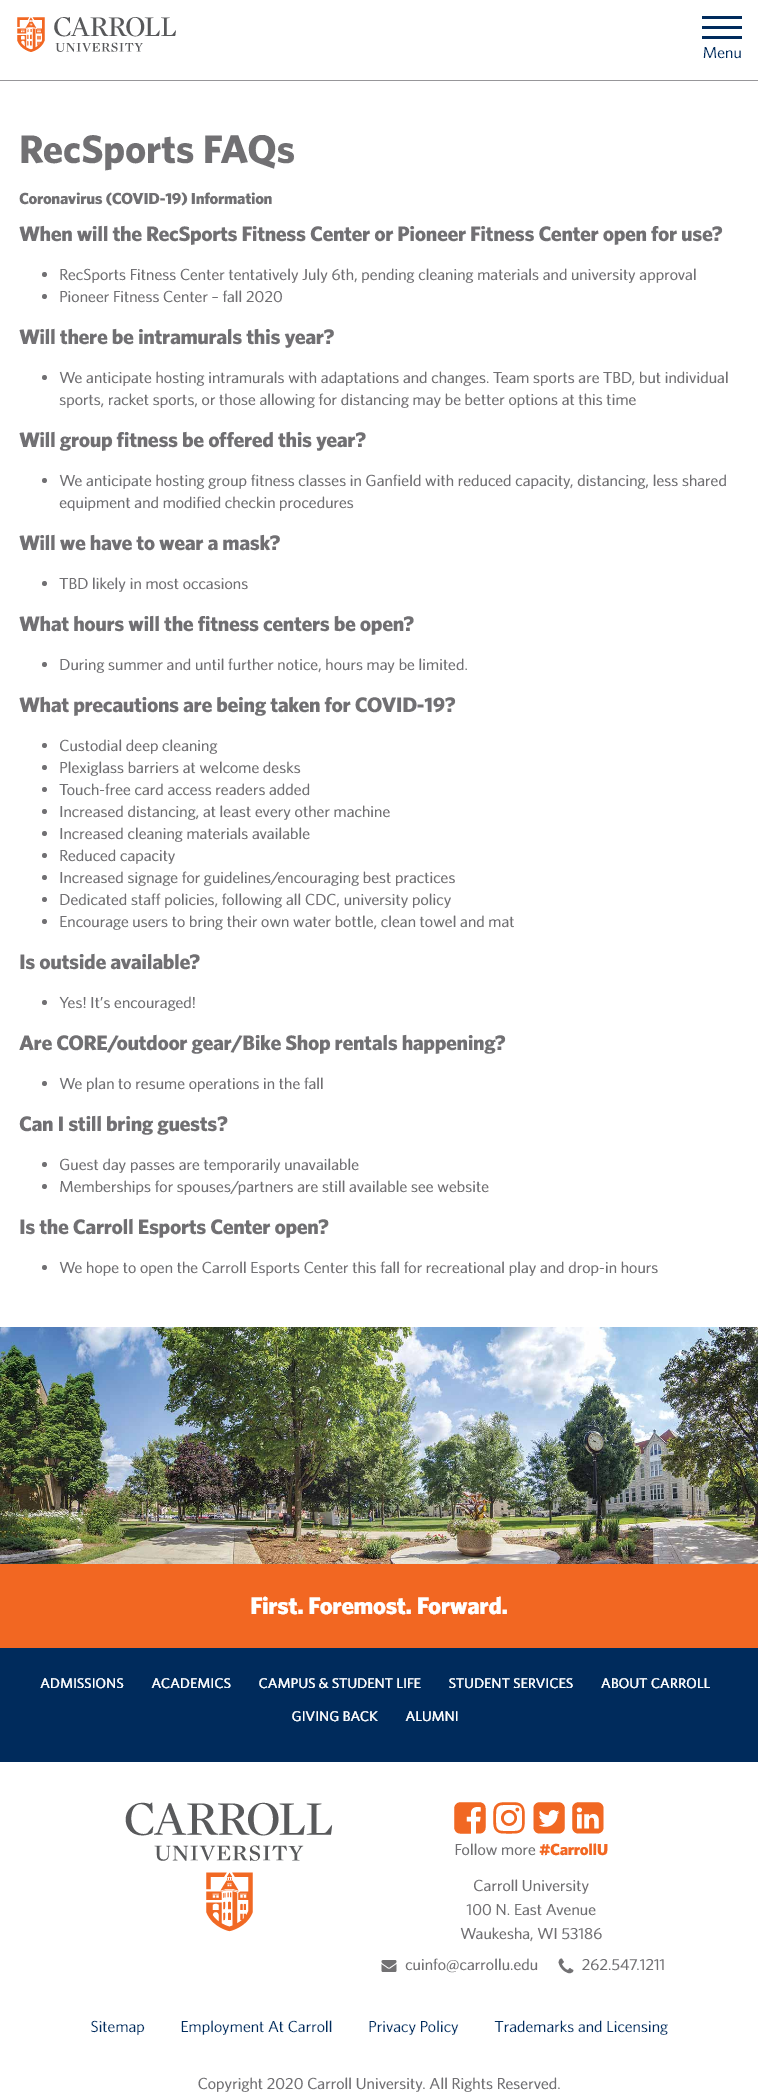 CARROLL
UNIVERSITY
Menu
RecSports FAQs
Coronavirus (COVID-19) Information
When will the RecSports Fitness Center or Pioneer Fitness Center open for use?
• RecSports Fitness Center tentatively July 6th, pending cleaning materials and university approval
• Pioneer Fitness Center – fall 2020
Will there be intramurals this year?
• We anticipate hosting intramurals with adaptations and changes. Team sports are TBD, but individual
sports, racket sports, or those allowing for distancing may be better options at this time
Will group fitness be offered this year?
• We anticipate hosting group fitness classes in Ganfield with reduced capacity, distancing, less shared
equipment and modified checkin procedures
Will we have to wear a mask?
• TBD likely in most occasions
What hours will the fitness centers be open?
• During summer and until further notice, hours may be limited.
What precautions are being taken for COVID-19?
• Custodial deep cleaning
• Plexiglass barriers at welcome desks
• Touch-free card access readers added
• Increased distancing, at least every other machine
• Increased cleaning materials available
• Reduced capacity
• Increased signage for guidelines/encouraging best practices
• Dedicated staff policies, following all CDC, university policy
• Encourage users to bring their own water bottle, clean towel and mat
Is outside available?
• Yes! It's encouraged!
Are CORE/outdoor gear/Bike Shop rentals happening?
• We plan to resume operations in the fall
Can I still bring guests?
• Guest day passes are temporarily unavailable
• Memberships for spouses/partners are still available see website
Is the Carroll Esports Center open?
• We hope to open the Carroll Esports Center this fall for recreational play and drop-in hours
First. Foremost. Forward.
ADMISSIONS ACADEMICS CAMPUS & STUDENT LIFE STUDENT SERVICES ABOUT CARROLL
GIVING BACK ALUMNI
CARROLL
UNIVERSITY
Follow more #CarrollU
Carroll University
100 N. East Avenue
Waukesha, WI 53186
cuinfo@carrollu.edu 262.547.1211
Sitemap Employment At Carroll Privacy Policy Trademarks and Licensing
Copyright 2020 Carroll University. All Rights Reserved.